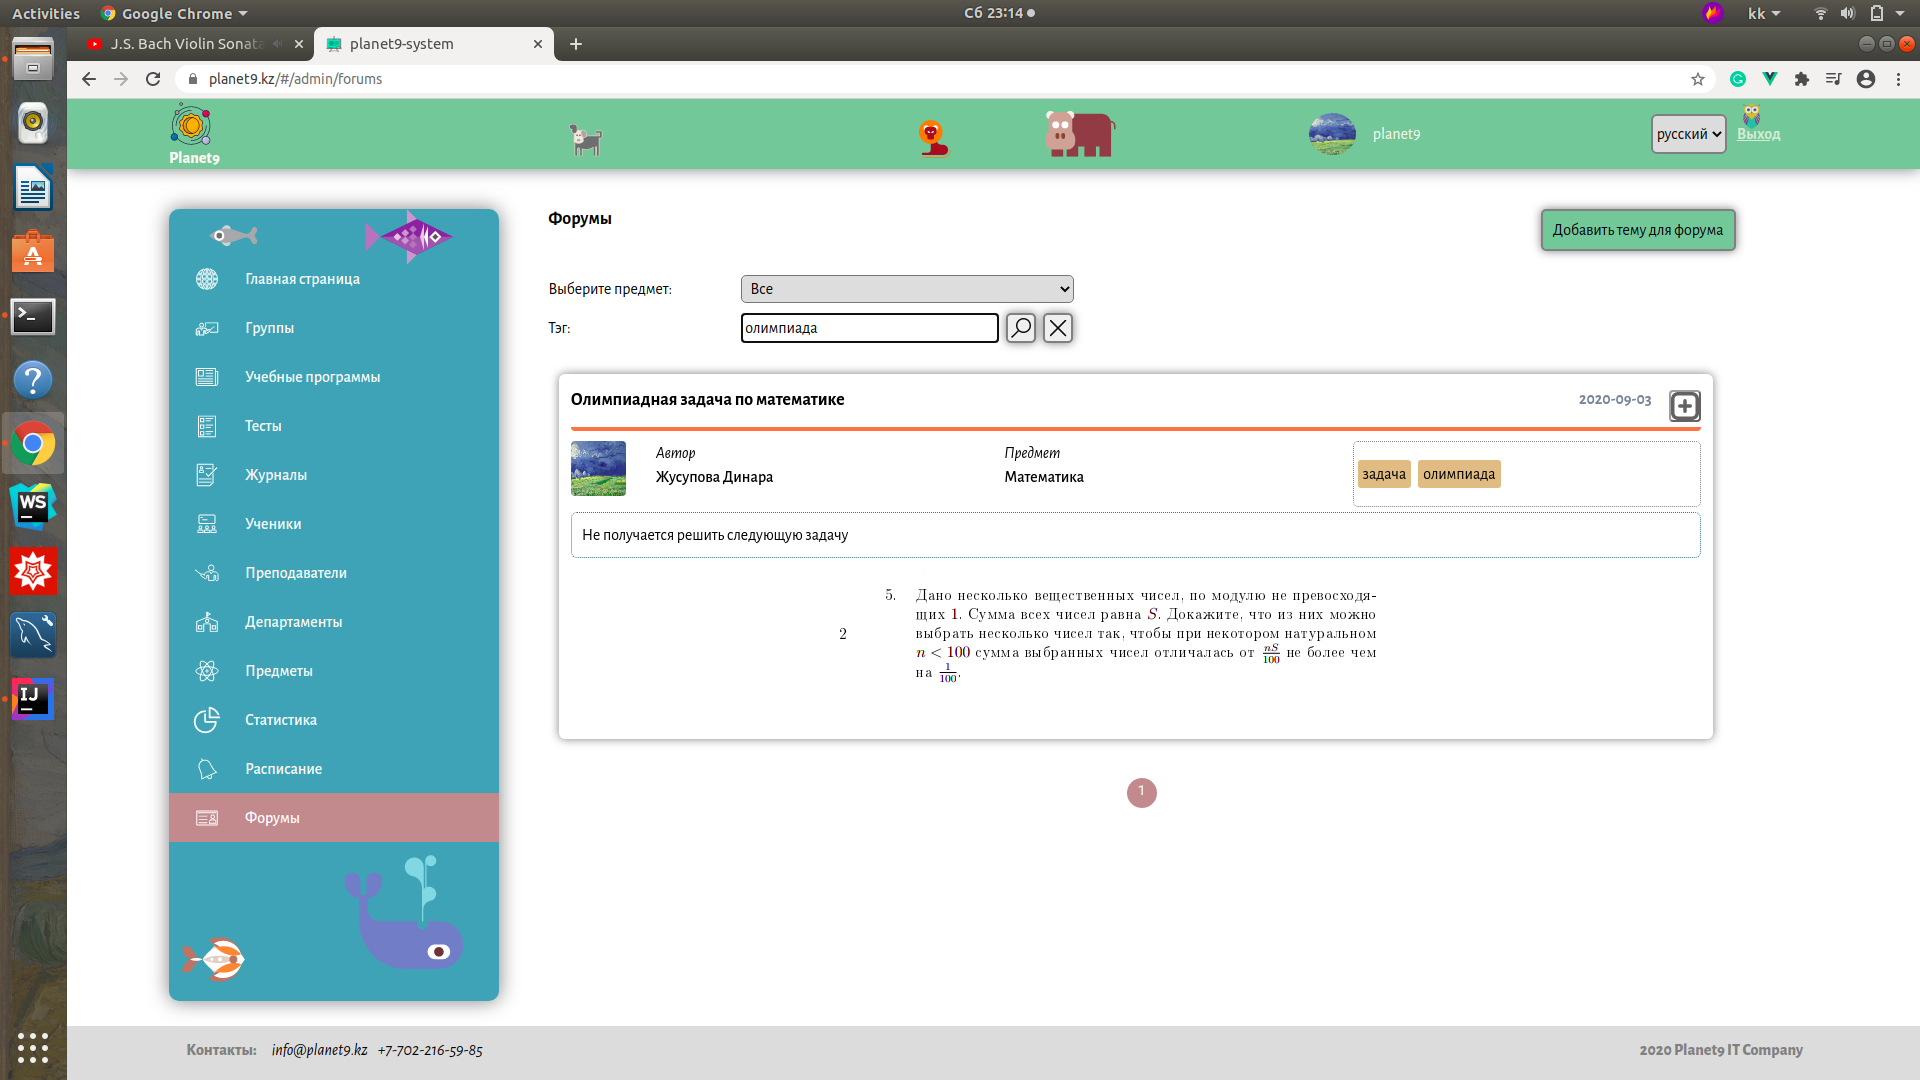 Activities
Google Chrome
Сб 23:14
kk
J.S. Bach Violin Sonata
planet9-system
planet9.kz/#/admin/forums
Planet9
planet9
русский
Выход
Форумы
Добавить тему для форума
Выберите предмет:
Все
Тэг:
олимпиада
Главная страница
Группы
Учебные программы
Тесты
Журналы
Ученики
Преподаватели
Департаменты
Предметы
Статистика
Расписание
Форумы
Олимпиадная задача по математике
2020-09-03
Автор
Жусупова Динара
Предмет
Математика
задача
олимпиада
Не получается решить следующую задачу
2
5. Дано несколько вещественных чисел, по модулю не превосходя-
щих 1. Сумма всех чисел равна S. Докажите, что из них можно
выбрать несколько чисел так, чтобы при некотором натуральном
n < 100 сумма выбранных чисел отличалась от nS/100 не более чем
на 1/100.
1
WS
IJ
Контакты: info@planet9.kz +7-702-216-59-85
2020 Planet9 IT Company